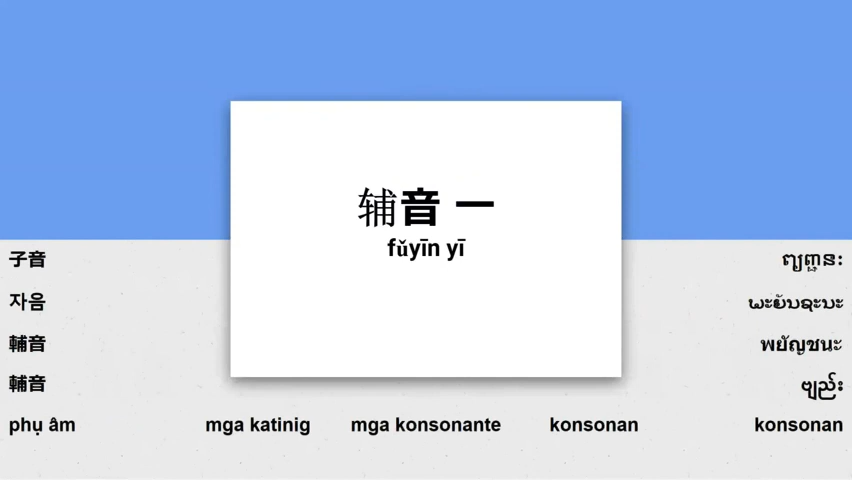 辅音 一
fǔyīn yī
子音
ព្យញ្ជនៈ
자음
ພະຍັນຊະນະ
輔音
พยัญชนะ
輔音
ဗျည်း
phụ âm mga katinig mga konsonante konsonan konsonan